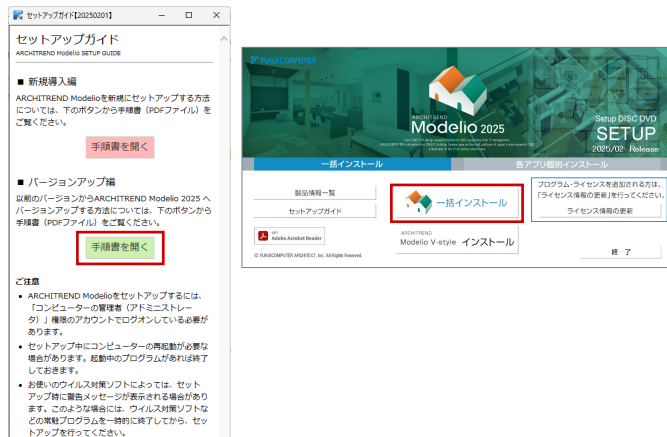 セットアップガイド【20250201】
セットアップガイド
ARCHITREND Modelio SETUP GUIDE
■ 新規導入編
ARCHITREND Modelioを新規にセットアップする方法
については、下のボタンから手順書（PDFファイル）を
ご覧ください。
手順書を開く
■ バージョンアップ編
以前のバージョンからARCHITREND Modelio 2025 へ
バージョンアップする方法については、下のボタンから
手順書（PDFファイル）をご覧ください。
手順書を開く
ご注意
• ARCHITREND Modelioをセットアップするには、
「コンピューターの管理者（アドミニストレー
タ）」権限のアカウントでログオンしている必要が
あります。
• セットアップ中にコンピューターの再起動が必要な
場合があります。起動中のプログラムがあれば終了
しておきます。
• お使いのウイルス対策ソフトによっては、セット
アップ時に警告メッセージが表示される場合があり
ます。このような場合には、ウイルス対策ソフトな
どの常駐プログラムを一時的に終了してから、セッ
トアップを行ってください。
FUKUICOMPUTER
ARCHITREND
Modelio 2025
Setup DISC DVD
SETUP
2025/02 Release
一括インストール
各アプリ個別インストール
製品情報一覧
セットアップガイド
一括インストール
プログラム・ライセンスを追加される方は、
「ライセンス情報の更新」を行ってください。
ライセンス情報の更新
Adobe Acrobat Reader
ARCHITREND
Modelio V-style インストール
© FUKUICOMPUTER ARCHITECT, Inc. All Rights Reserved.
終 了